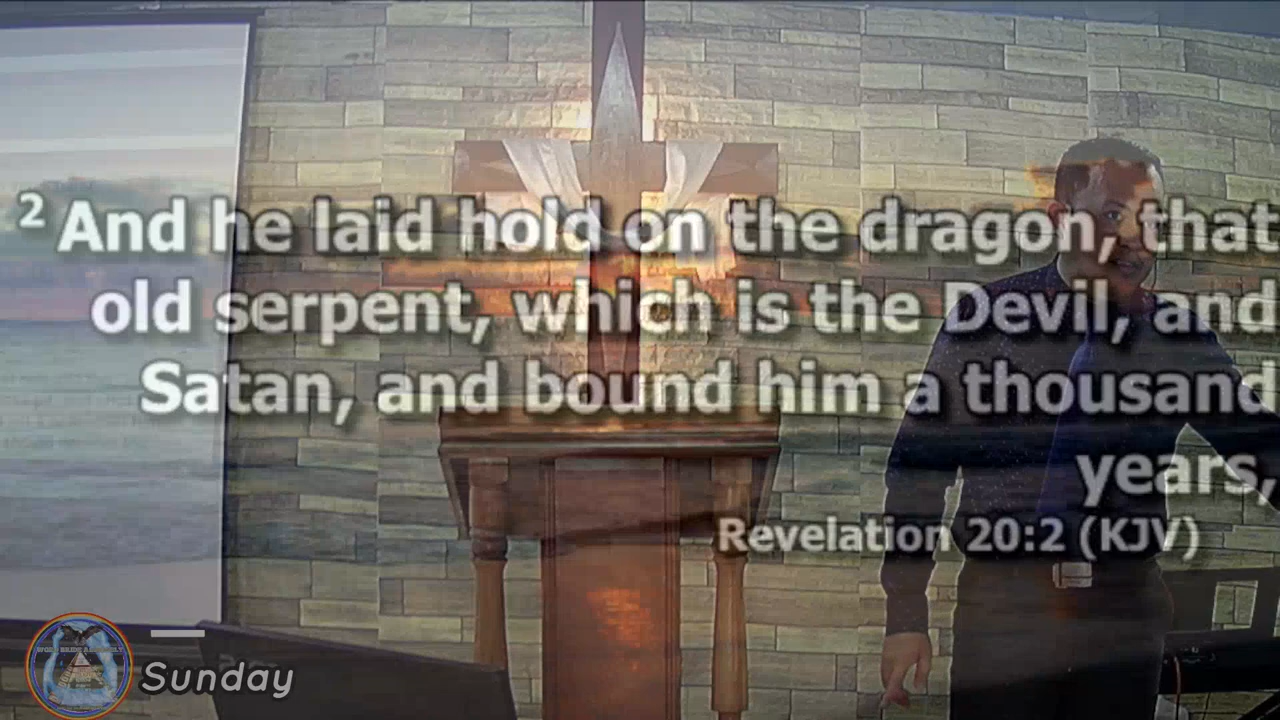 2 And he laid hold on the dragon, that
old serpent, which is the Devil, and
Satan, and bound him a thousand
years,
Revelation 20:2 (KJV)
Sunday